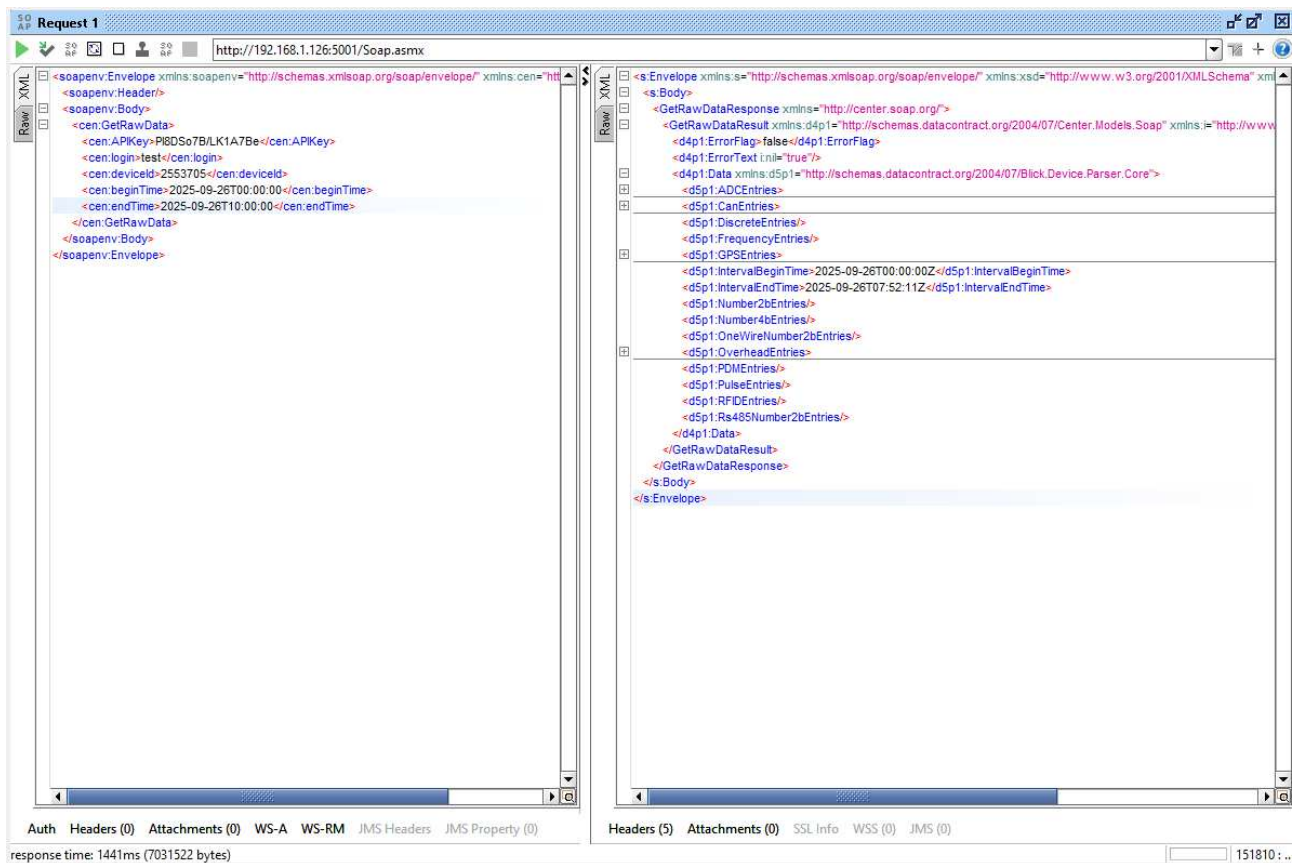 SOAP Request 1
http://192.168.1.126:5001/Soap.asmx
XML
Raw
<soapenv:Envelope xmlns:soapenv="http://schemas.xmlsoap.org/soap/envelope/" xmlns:cen="htt
<soapenv:Header/>
<soapenv:Body>
<cen:GetRawData>
<cen:APIKey>PI8DSo7B/LK1A7Be</cen:APIKey>
<cen:login>test</cen:login>
<cen:deviceId>2553705</cen:deviceId>
<cen:beginTime>2025-09-26T00:00:00</cen:beginTime>
<cen:endTime>2025-09-26T10:00:00</cen:endTime>
</cen:GetRawData>
</soapenv:Body>
</soapenv:Envelope>
XML
Raw
<s:Envelope xmlns:s="http://schemas.xmlsoap.org/soap/envelope/" xmlns:xsd="http://www.w3.org/2001/XMLSchema" xml
<s:Body>
<GetRawDataResponse xmlns="http://center.soap.org/">
<GetRawDataResult xmlns:d4p1="http://schemas.datacontract.org/2004/07/Center.Models.Soap" xmlns:i="http://www
<d4p1:ErrorFlag>false</d4p1:ErrorFlag>
<d4p1:ErrorText i:nil="true"/>
<d4p1:Data xmlns:d5p1="http://schemas.datacontract.org/2004/07/Blick.Device.Parser.Core">
<d5p1:ADCEntries>
<d5p1:CanEntries>
<d5p1:DiscreteEntries/>
<d5p1:FrequencyEntries/>
<d5p1:GPSEntries>
<d5p1:IntervalBeginTime>2025-09-26T00:00:00Z</d5p1:IntervalBeginTime>
<d5p1:IntervalEndTime>2025-09-26T07:52:11Z</d5p1:IntervalEndTime>
<d5p1:Number2bEntries/>
<d5p1:Number4bEntries/>
<d5p1:OneWireNumber2bEntries/>
<d5p1:OverheadEntries>
<d5p1:PDMEntries/>
<d5p1:PulseEntries/>
<d5p1:RFIDEntries/>
<d5p1:Rs485Number2bEntries/>
</d4p1:Data>
</GetRawDataResult>
</GetRawDataResponse>
</s:Body>
</s:Envelope>
Auth Headers (0) Attachments (0) WS-A WS-RM JMS Headers JMS Property (0)
Headers (5) Attachments (0) SSL Info WSS (0) JMS (0)
response time: 1441ms (7031522 bytes)
151810 : ..